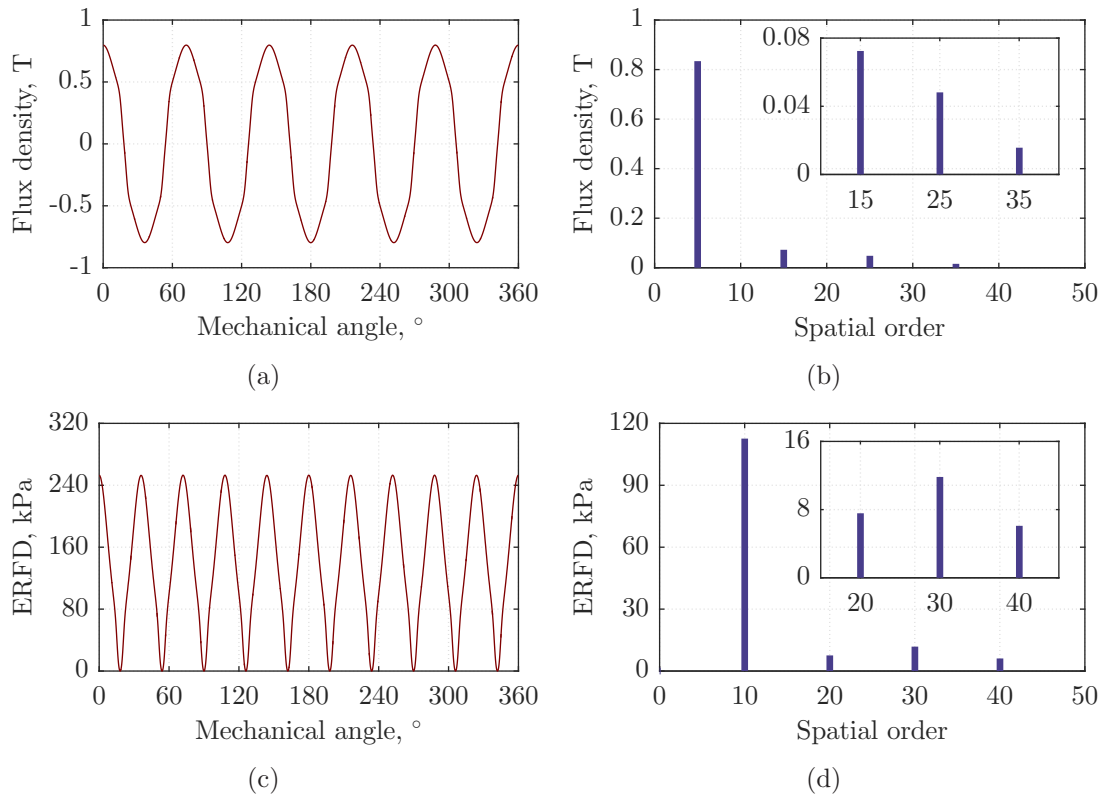 Flux density, T
1
0.5
0
-0.5
-1
0 60 120 180 240 300 360
Mechanical angle, °
(a)
Flux density, T
1
0.8
0.6
0.4
0.2
0
0 10 20 30 40 50
Spatial order
0.08
0.04
0
15 25 35
(b)
ERFD, kPa
320
240
160
80
0
0 60 120 180 240 300 360
Mechanical angle, °
(c)
ERFD, kPa
120
90
60
30
0
0 10 20 30 40 50
Spatial order
16
8
0
20 30 40
(d)